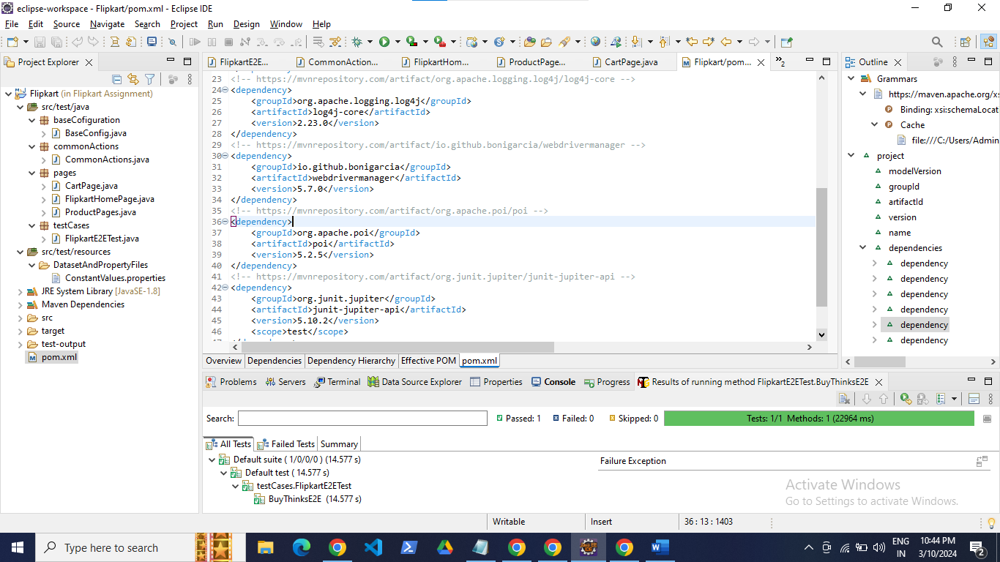 eclipse-workspace - Flipkart/pom.xml - Eclipse IDE
File Edit Source Navigate Search Project Run Design Window Help
Project Explorer
Flipkart (in Flipkart Assignment)
src/test/java
baseCofiguration
BaseConfig.java
commonActions
CommonActions.java
pages
CartPage.java
FlipkartHomePage.java
ProductPages.java
testCases
FlipkartE2ETest.java
src/test/resources
DatasetAndPropertyFiles
ConstantValues.properties
JRE System Library [JavaSE-1.8]
Maven Dependencies
src
target
test-output
pom.xml
FlipkartE2E... CommonAction... FlipkartHom... ProductPage... CartPage.java Flipkart/pom... »2
23 <!-- https://mvnrepository.com/artifact/org.apache.logging.log4j/log4j-core -->
24 <dependency>
25 <groupId>org.apache.logging.log4j</groupId>
26 <artifactId>log4j-core</artifactId>
27 <version>2.23.0</version>
28 </dependency>
29 <!-- https://mvnrepository.com/artifact/io.github.bonigarcia/webdrivermanager -->
30 <dependency>
31 <groupId>io.github.bonigarcia</groupId>
32 <artifactId>webdrivermanager</artifactId>
33 <version>5.7.0</version>
34 </dependency>
35 <!-- https://mvnrepository.com/artifact/org.apache.poi/poi -->
36 <dependency>
37 <groupId>org.apache.poi</groupId>
38 <artifactId>poi</artifactId>
39 <version>5.2.5</version>
40 </dependency>
41 <!-- https://mvnrepository.com/artifact/org.junit.jupiter/junit-jupiter-api -->
42 <dependency>
43 <groupId>org.junit.jupiter</groupId>
44 <artifactId>junit-jupiter-api</artifactId>
45 <version>5.10.2</version>
46 <scope>test</scope>
Overview Dependencies Dependency Hierarchy Effective POM pom.xml
Outline
Grammars
https://maven.apache.org/xs
Binding: xsi:schemaLocat
Cache
file:///C:/Users/Admin
project
modelVersion
groupId
artifactId
version
name
dependencies
dependency
dependency
dependency
dependency
dependency
dependency
Problems Servers Terminal Data Source Explorer Properties Console Progress Results of running method FlipkartE2ETest.BuyThinksE2E
Search: Passed: 1 Failed: 0 Skipped: 0 Tests: 1/1 Methods: 1 (22964 ms)
All Tests Failed Tests Summary
Default suite ( 1/0/0/0 ) (14.577 s)
Default test ( 14.577 s)
testCases.FlipkartE2ETest
BuyThinksE2E (14.577 s)
Failure Exception
Activate Windows
Go to Settings to activate Windows.
Writable Insert 36 : 13 : 1403
Type here to search
ENG
IN
10:44 PM
3/10/2024
2